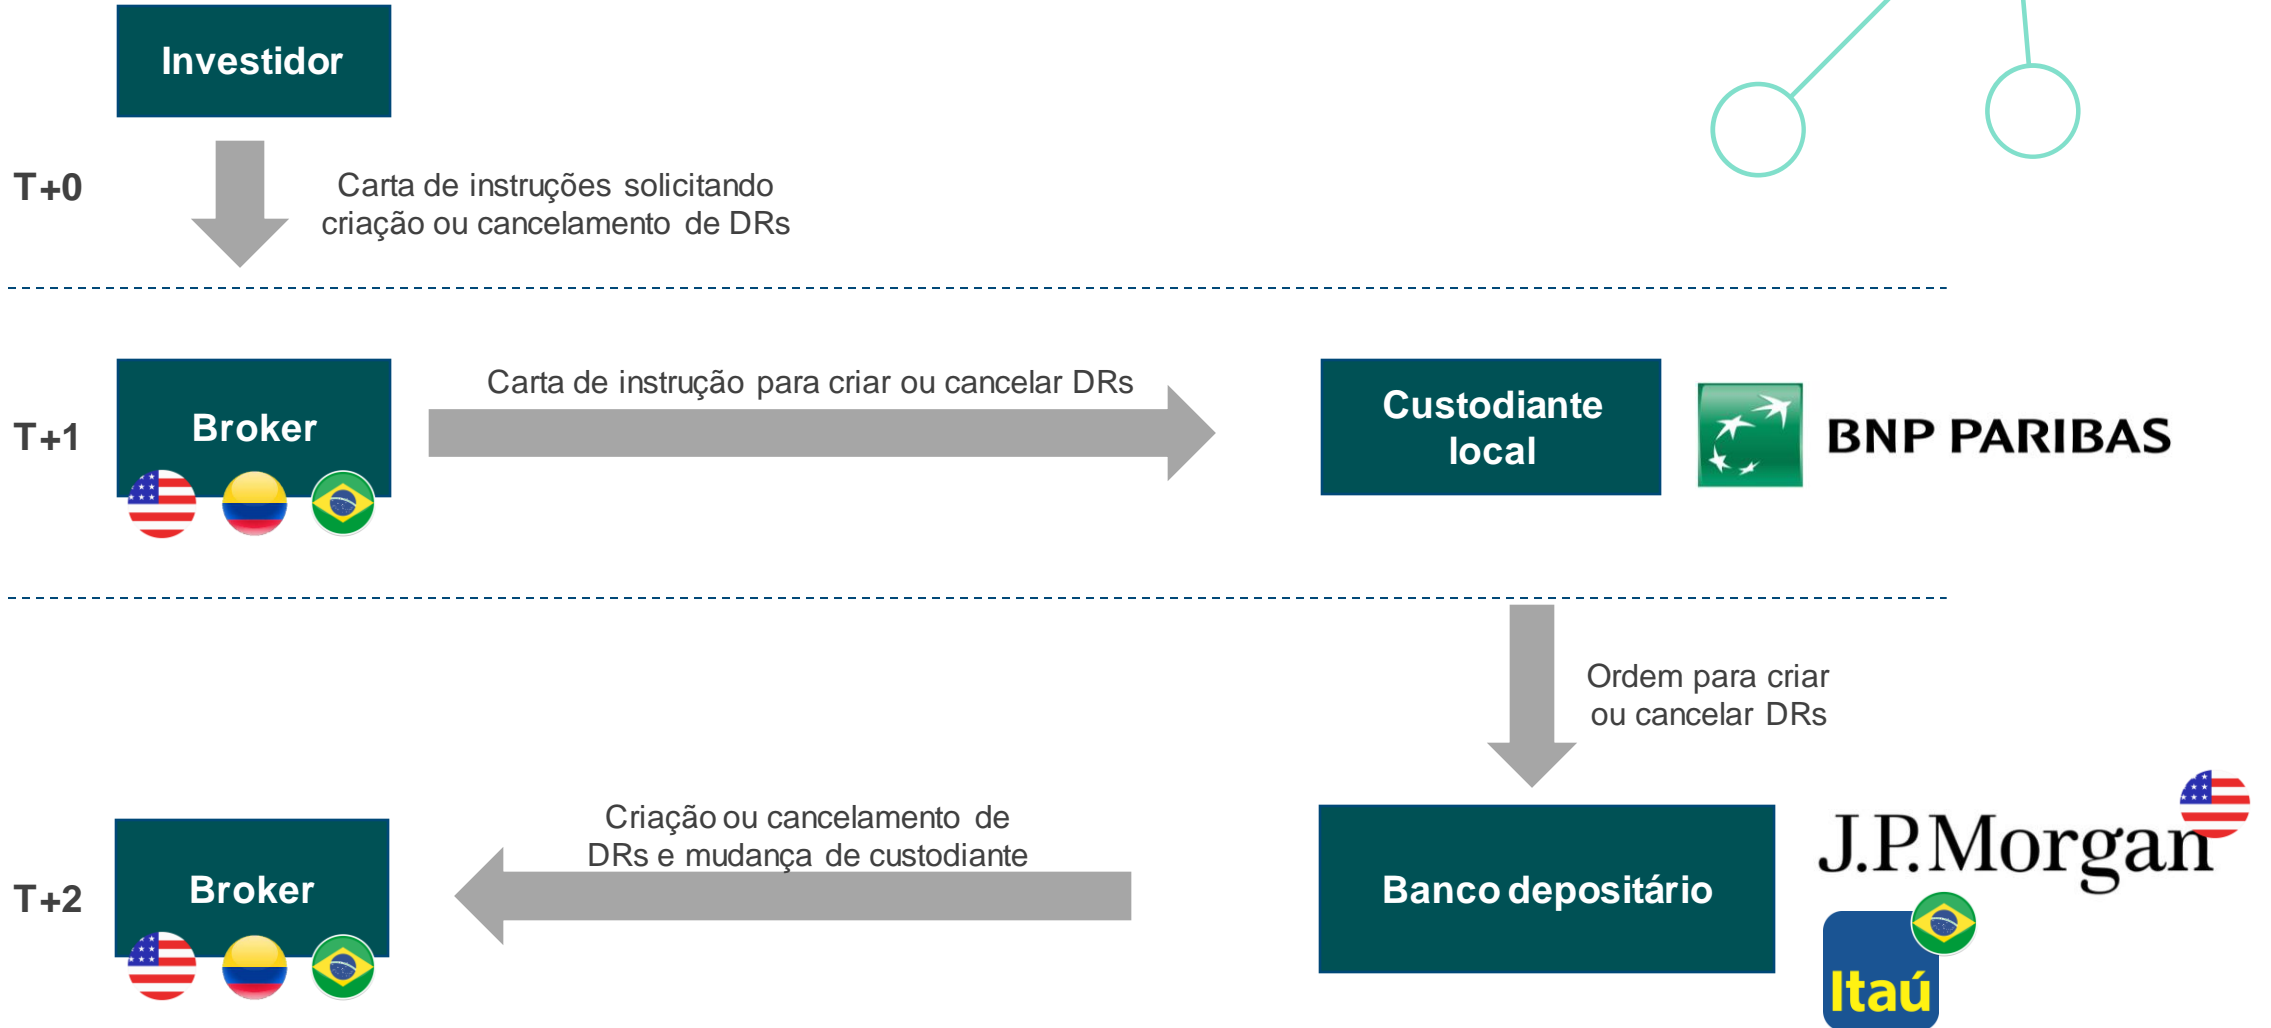 Investidor
T+0
Carta de instruções solicitando
criação ou cancelamento de DRs
T+1
Broker
Carta de instrução para criar ou cancelar DRs
Custodiante
local
BNP PARIBAS
Ordem para criar
ou cancelar DRs
T+2
Broker
Criação ou cancelamento de
DRs e mudança de custodiante
Banco depositário
J.P.Morgan
Itaú